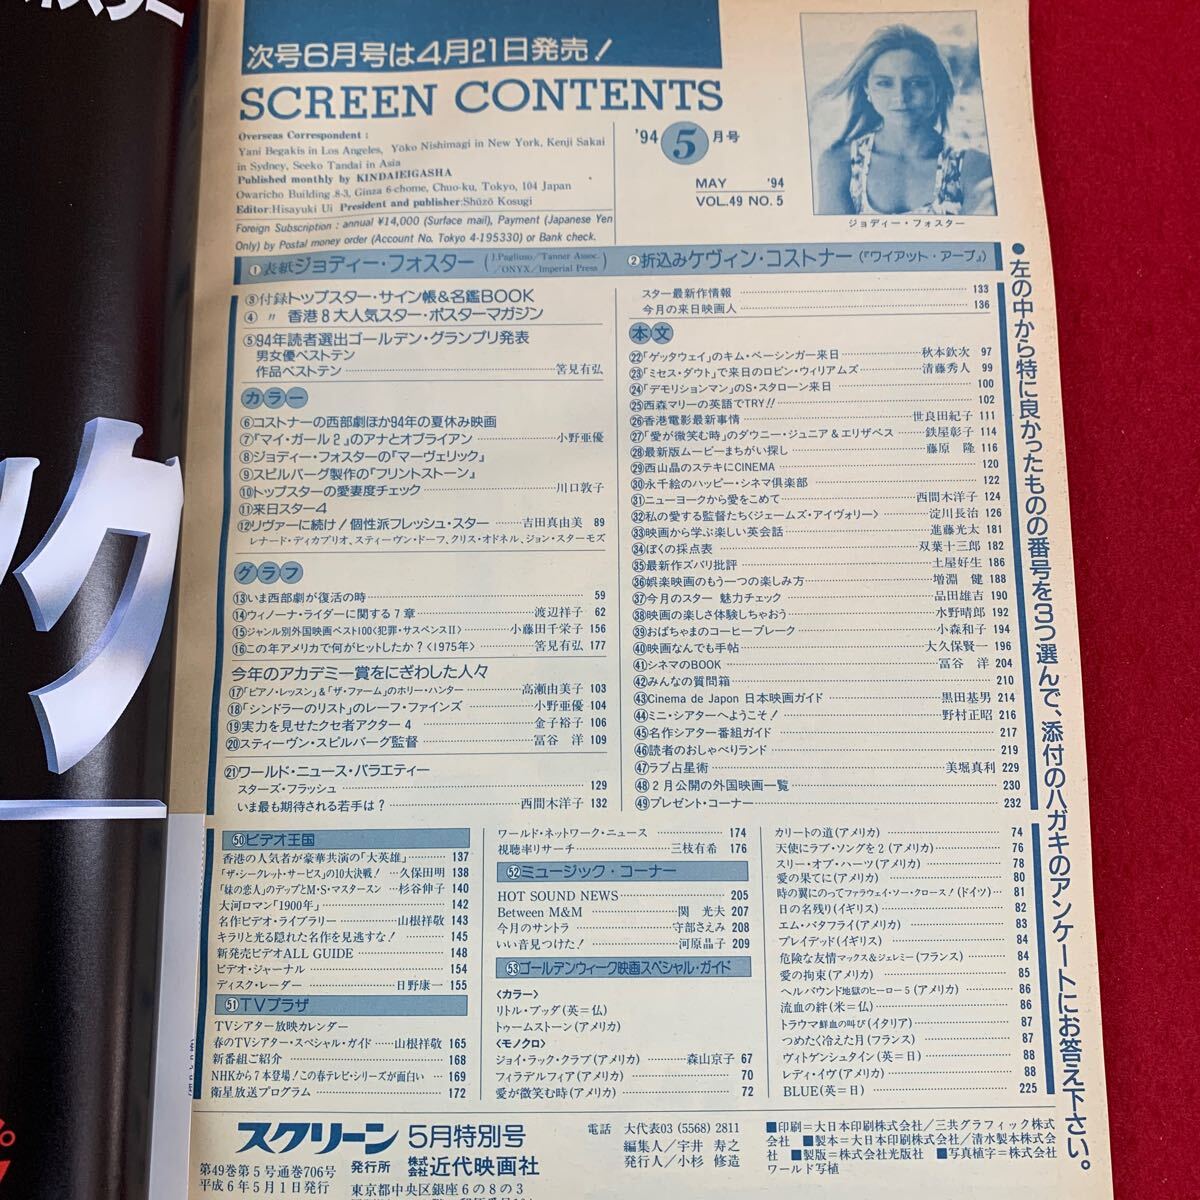 次号6月号は4月21日発売!
SCREEN CONTENTS
Overseas Correspondent :
Yani Begakis in Los Angeles, Yōko Nishimagi in New York, Kenji Sakai
in Sydney, Seeko Tandai in Asia
Published monthly by KINDAIEIGASHA
Owaricho Building 8-3, Ginza 6-chome, Chuo-ku, Tokyo, 104 Japan
Editor:Hisayuki Ui President and publisher:Shūzō Kosugi
Foreign Subscription : annual ¥14,000 (Surface mail), Payment (Japanese Yen
Only) by Postal money order (Account No. Tokyo 4-195330) or Bank check.
'94 5月号
MAY '94
VOL.49 NO.5
ジョディー・フォスター
①表紙ジョディー・フォスター (J.Pagliuso/Tanner Assoc./ONYX/Imperial Press)
②折込みケヴィン・コストナー(『ワイアット・アープ』)
③付録トップスター・サイン帳&名鑑BOOK
④ 〃 香港8大人気スター・ポスターマガジン
⑤94年読者選出ゴールデン・グランプリ発表
男女優ベストテン
作品ベストテン 筈見有弘
カラー
⑥コストナーの西部劇ほか94年の夏休み映画
⑦「マイ・ガール2」のアナとオブライアン 小野亜優
⑧ジョディー・フォスターの「マーヴェリック」
⑨スピルバーグ製作の「フリントストーン」
⑩トップスターの愛妻度チェック 川口敦子
⑪来日スター4
⑫リヴァーに続け!個性派フレッシュ・スター 吉田真由美 89
レナード・ディカプリオ、スティーヴン・ドーフ、クリス・オドネル、ジョン・スターモズ
グラフ
⑬いま西部劇が復活の時 59
⑭ウィノーナ・ライダーに関する7章 渡辺祥子 62
⑮ジャンル別外国映画ベスト100〈犯罪・サスペンスII〉 小藤田千栄子 156
⑯この年アメリカで何がヒットしたか?〈1975年〉 筈見有弘 177
今年のアカデミー賞をにぎわした人々
⑰「ピアノ・レッスン」&「ザ・ファーム」のホリー・ハンター 高瀬由美子 103
⑱「シンドラーのリスト」のレーフ・ファインズ 小野亜優 104
⑲実力を見せたクセ者アクター4 金子裕子 106
⑳スティーヴン・スピルバーグ監督 冨谷 洋 109
㉑ワールド・ニュース・バラエティー
スターズ・フラッシュ 129
いま最も期待される若手は? 西間木洋子 132
スター最新作情報 133
今月の来日映画人 136
本文
㉒「ゲッタウェイ」のキム・ベーシンガー来日 秋本鉄次 97
㉓「ミセス・ダウト」で来日のロビン・ウィリアムズ 清藤秀人 99
㉔「デモリションマン」のS・スタローン来日 100
㉕西森マリーの英語でTRY!! 102
㉖香港電影最新事情 世良田紀子 111
㉗「愛が微笑む時」のダウニー・ジュニア&エリザベス 鉄屋彰子 114
㉘最新版ムービーまちがい探し 藤原 隆 116
㉙西山晶のステキにCINEMA 120
㉚永千絵のハッピー・シネマ倶楽部 122
㉛ニューヨークから愛をこめて 西間木洋子 124
㉜私の愛する監督たち〈ジェームズ・アイヴォリー〉 淀川長治 126
㉝映画から学ぶ楽しい英会話 進藤光太 181
㉞ぼくの採点表 双葉十三郎 182
㉟最新作ズバリ批評 土屋好生 186
㊱娯楽映画のもう一つの楽しみ方 増淵 健 188
㊲今月のスター 魅力チェック 品田雄吉 190
㊳映画の楽しさ体験しちゃおう 水野晴郎 192
㊴おばちゃまのコーヒーブレーク 小森和子 194
㊵映画なんでも手帖 大久保賢一 196
㊶シネマのBOOK 冨谷 洋 204
㊷みんなの質問箱 210
㊸Cinema de Japon 日本映画ガイド 黒田基男 214
㊹ミニ・シアターへようこそ! 野村正昭 216
㊺名作シアター番組ガイド 217
㊻読者のおしゃべりランド 219
㊼ラブ占星術 美堀真利 229
㊽2月公開の外国映画一覧 230
㊾プレゼント・コーナー 232
●左の中から特に良かったものの番号を3つ選んで、添付のハガキのアンケートにお答え下さい。
㊿ビデオ王国
香港の人気者が豪華共演の「大英雄」 137
「ザ・シークレット・サービス」の10大決戦! 久保田明 138
「妹の恋人」のデップとM・S・マスタースン 杉谷伸子 140
大河ロマン「1900年」 142
名作ビデオ・ライブラリー 山根祥敬 143
キラリと光る隠れた名作を見逃すな! 145
新発売ビデオALL GUIDE 148
ビデオ・ジャーナル 154
ディスク・レーダー 日野康一 155
51 TVプラザ
TVシアター放映カレンダー
春のTVシアター・スペシャル・ガイド 山根祥敬 165
新番組ご紹介 168
NHKから7本登場!この春テレビ・シリーズが面白い 169
衛星放送プログラム 172
ワールド・ネットワーク・ニュース 174
視聴率リサーチ 三枝有希 176
52 ミュージック・コーナー
HOT SOUND NEWS 205
Between M&M 関 光夫 207
今月のサントラ 守部さえみ 208
いい音見つけた! 河原晶子 209
53 ゴールデンウィーク映画スペシャル・ガイド
〈カラー〉
リトル・ブッダ(英=仏)
トゥームストーン(アメリカ)
〈モノクロ〉
ジョイ・ラック・クラブ(アメリカ) 森山京子 67
フィラデルフィア(アメリカ) 70
愛が微笑む時(アメリカ) 72
カリートの道(アメリカ) 74
天使にラブ・ソングを2(アメリカ) 76
スリー・オブ・ハーツ(アメリカ) 78
愛の果てに(アメリカ) 80
時の翼にのってファラウェイ・ソー・クロース!(ドイツ) 81
日の名残り(イギリス) 82
エム・バタフライ(アメリカ) 83
プレイデッド(イギリス) 84
危険な友情マックス&ジェレミー(フランス) 84
愛の拘束(アメリカ) 85
ヘルバウンド地獄のヒーロー5(アメリカ) 86
流血の絆(米=仏) 86
トラウマ鮮血の叫び(イタリア) 87
つめたく冷えた月(フランス) 87
ヴィトゲンシュタイン(英=日) 88
レディ・イヴ(アメリカ) 88
BLUE(英=日) 225
スクリーン 5月特別号
第49巻第5号通巻706号
平成6年5月1日発行
発行所 株式会社近代映画社
東京都中央区銀座6の8の3
電話 大代表03(5568)2811
編集人/宇井 寿之
発行人/小杉 修造
■印刷=大日本印刷株式会社/三共グラフィック株式
会社 ■製本=大日本印刷株式会社/清水製本株式会
社 ■製版=株式会社光版社 ■写真植字=株式会社
ワールド写植